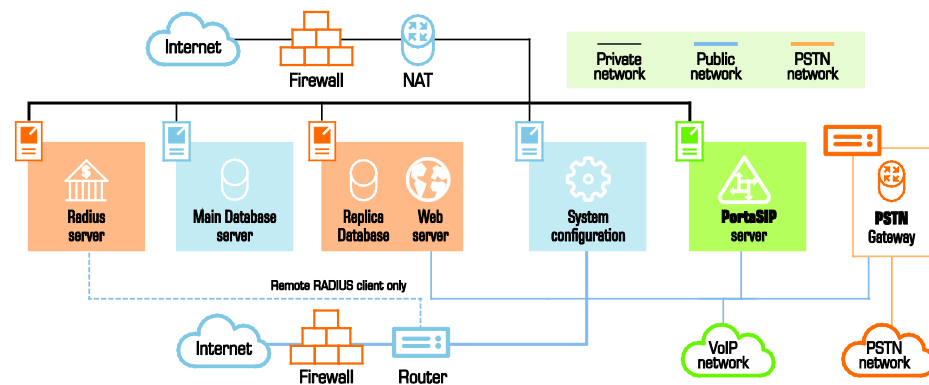 Internet
Firewall
NAT
Private
network
Public
network
PSTN
network
$
Radius
server
Main Database
server
Replica
Database
Web
server
System
configuration
PortaSIP
server
PSTN
Gateway
Remote RADIUS client only
Internet
Firewall
Router
VoIP
network
PSTN
network